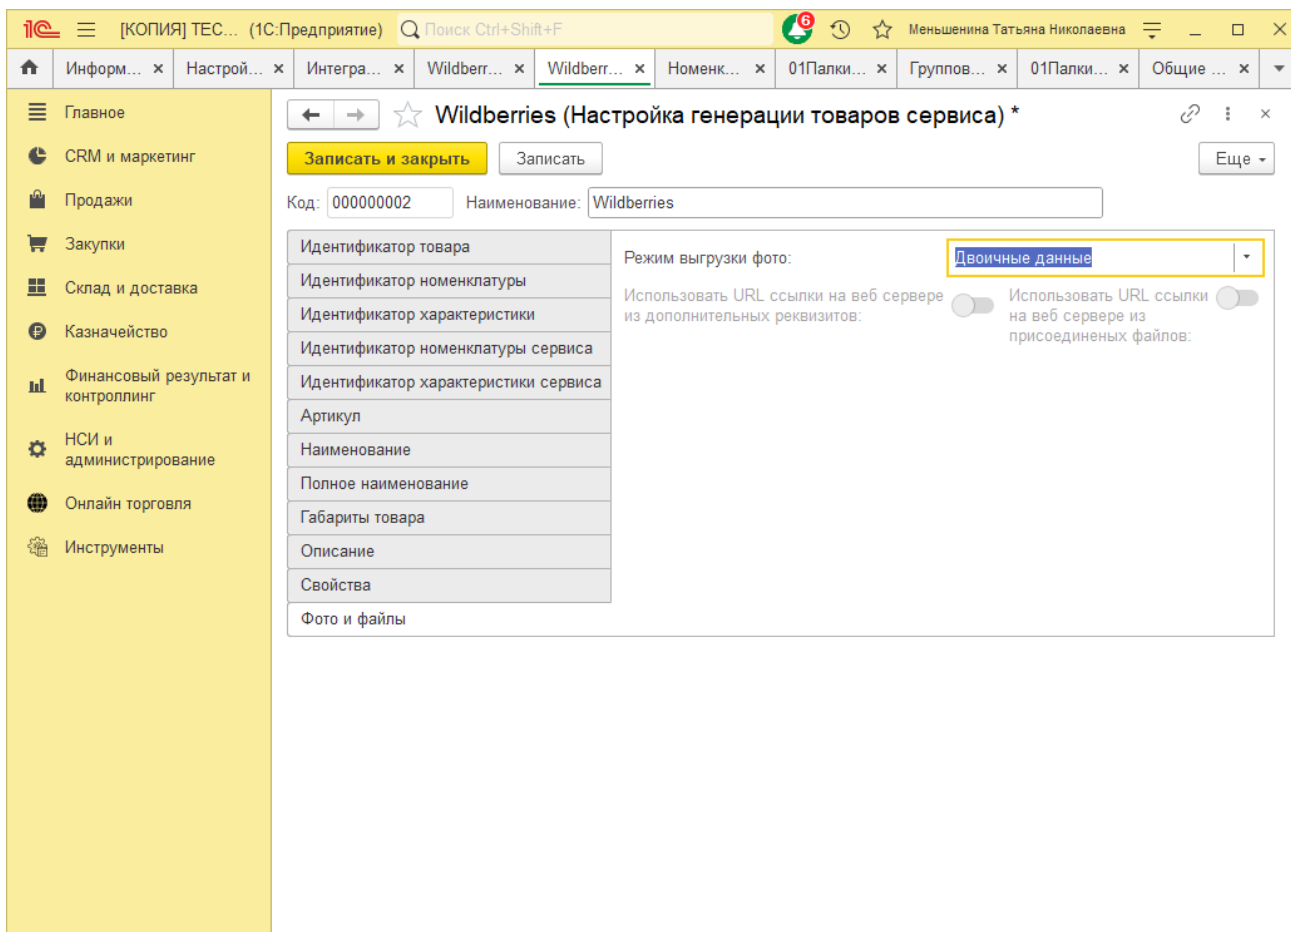 [КОПИЯ] ТЕС... (1С:Предприятие) Поиск Ctrl+Shift+F 6 Меньшенина Татьяна Николаевна
Информ... Настрой... Интегра... Wildberr... Wildberr... Номенк... 01Палки... Группов... 01Палки... Общие ...
Главное
CRM и маркетинг
Продажи
Закупки
Склад и доставка
Казначейство
Финансовый результат и
контроллинг
НСИ и
администрирование
Онлайн торговля
Инструменты
Wildberries (Настройка генерации товаров сервиса) *
Записать и закрыть Записать Еще
Код: 000000002 Наименование: Wildberries
Идентификатор товара
Идентификатор номенклатуры
Идентификатор характеристики
Идентификатор номенклатуры сервиса
Идентификатор характеристики сервиса
Артикул
Наименование
Полное наименование
Габариты товара
Описание
Свойства
Фото и файлы
Режим выгрузки фото: Двоичные данные
Использовать URL ссылки на веб сервере
из дополнительных реквизитов:
Использовать URL ссылки
на веб сервере из
присоединеных файлов: